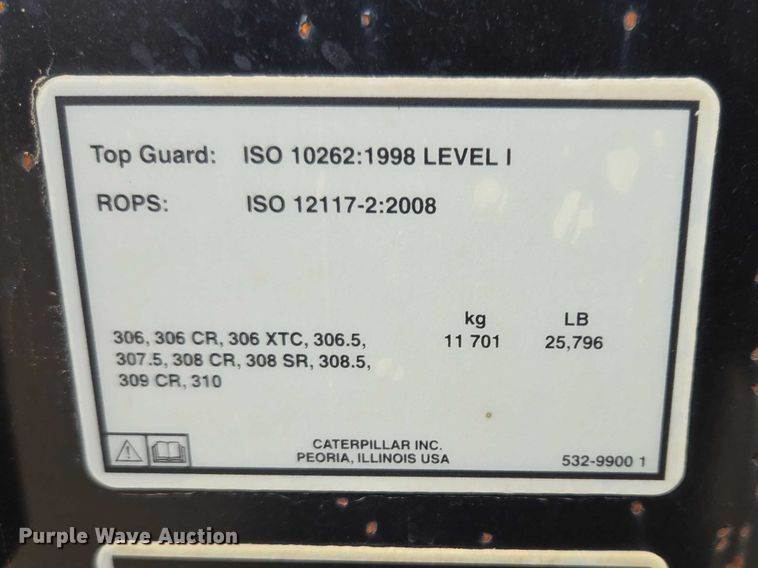 Top Guard: ISO 10262:1998 LEVEL I
ROPS: ISO 12117-2:2008
kg LB
306, 306 CR, 306 XTC, 306.5, 11 701 25,796
307.5, 308 CR, 308 SR, 308.5,
309 CR, 310
CATERPILLAR INC.
PEORIA, ILLINOIS USA
532-9900 1
Purple Wave Auction